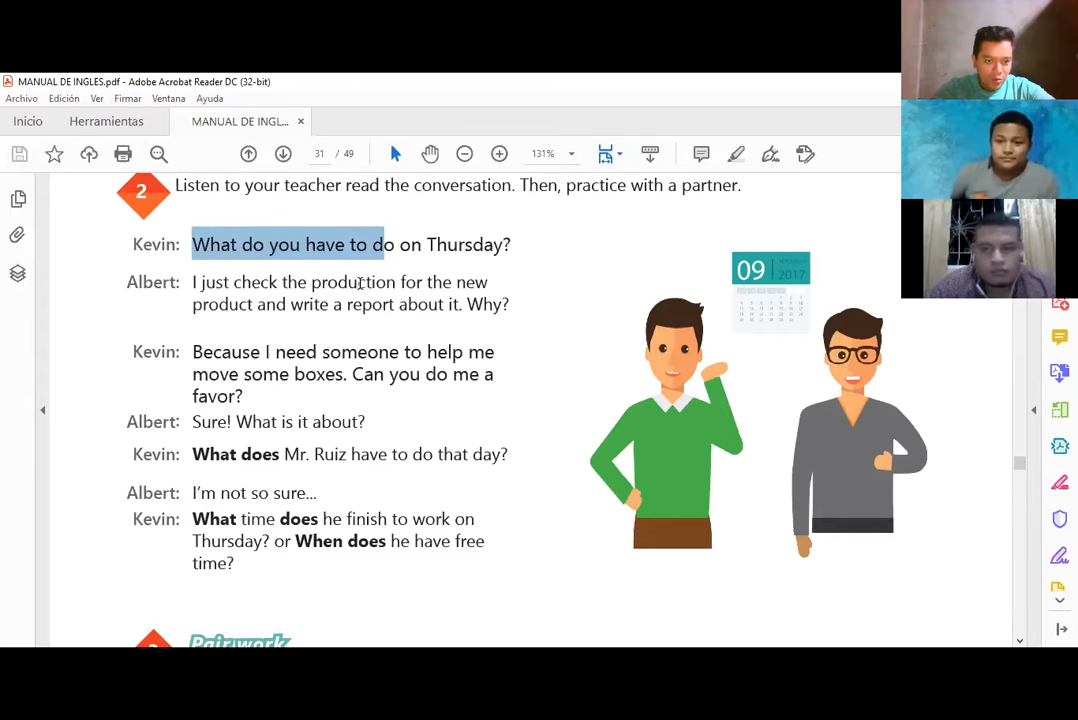 MANUAL DE INGLES.pdf - Adobe Acrobat Reader DC (32-bit)
Archivo Edición Ver Firmar Ventana Ayuda
Inicio Herramientas MANUAL DE INGL... ×
31 / 49 131%
2 Listen to your teacher read the conversation. Then, practice with a partner.
Kevin: What do you have to do on Thursday?
Albert: I just check the production for the new
product and write a report about it. Why?
Kevin: Because I need someone to help me
move some boxes. Can you do me a
favor?
Albert: Sure! What is it about?
Kevin: What does Mr. Ruiz have to do that day?
Albert: I'm not so sure...
Kevin: What time does he finish to work on
Thursday? or When does he have free
time?
09
2017
Pair work